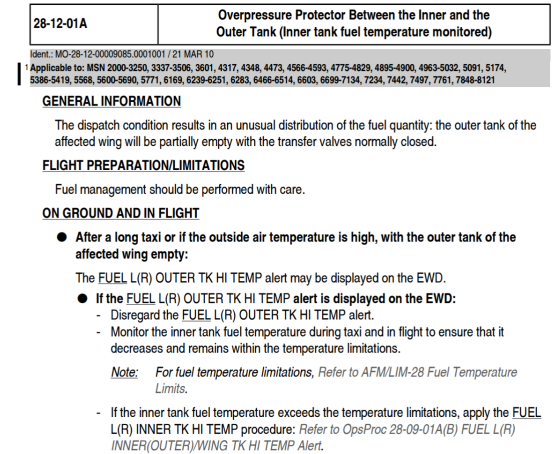 28-12-01A
Overpressure Protector Between the Inner and the
Outer Tank (Inner tank fuel temperature monitored)
Ident.: MO-28-12-00009085.0001001 / 21 MAR 10
1 Applicable to: MSN 2000-3250, 3337-3506, 3601, 4317, 4348, 4473, 4566-4593, 4775-4829, 4895-4900, 4963-5032, 5091, 5174,
5386-5419, 5568, 5600-5690, 5771, 6169, 6239-6251, 6283, 6466-6514, 6603, 6699-7134, 7234, 7442, 7497, 7761, 7848-8121
GENERAL INFORMATION
The dispatch condition results in an unusual distribution of the fuel quantity: the outer tank of the
affected wing will be partially empty with the transfer valves normally closed.
FLIGHT PREPARATION/LIMITATIONS
Fuel management should be performed with care.
ON GROUND AND IN FLIGHT
● After a long taxi or if the outside air temperature is high, with the outer tank of the
affected wing empty:
The FUEL L(R) OUTER TK HI TEMP alert may be displayed on the EWD.
● If the FUEL L(R) OUTER TK HI TEMP alert is displayed on the EWD:
- Disregard the FUEL L(R) OUTER TK HI TEMP alert.
- Monitor the inner tank fuel temperature during taxi and in flight to ensure that it
decreases and remains within the temperature limitations.
Note: For fuel temperature limitations, Refer to AFM/LIM-28 Fuel Temperature
Limits.
- If the inner tank fuel temperature exceeds the temperature limitations, apply the FUEL
L(R) INNER TK HI TEMP procedure: Refer to OpsProc 28-09-01A(B) FUEL L(R)
INNER(OUTER)/WING TK HI TEMP Alert.